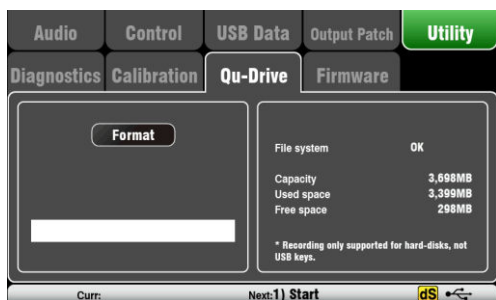 Audio Control USB Data Output Patch Utility
Diagnostics Calibration Qu-Drive Firmware
Format
File system OK
Capacity 3,698MB
Used space 3,399MB
Free space 298MB
* Recording only supported for hard-disks, not
USB keys.
Curr: Next:1) Start dS